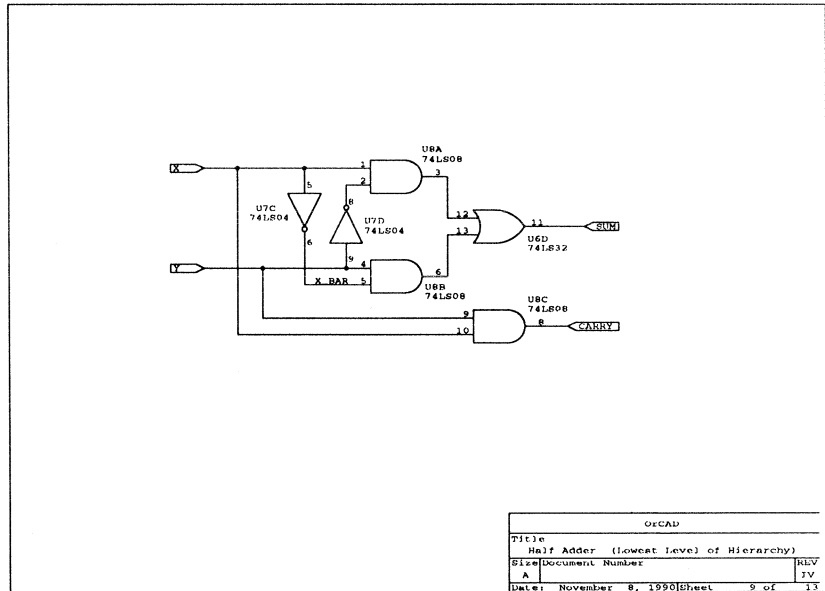 U8A
74LS08
X
1
2
3
5
8
U7C
74LS04
U7D
74LS04
12
13
11
SUM
6
U6D
74LS32
9
Y
4
5
6
X_BAR
U8B
74LS08
U8C
74LS08
9
10
8
CARRY
OrCAD
Title
Half Adder (Lowest Level of Hierarchy)
Size Document Number REV
A IV
Date: November 8, 1990 Sheet 9 of 13